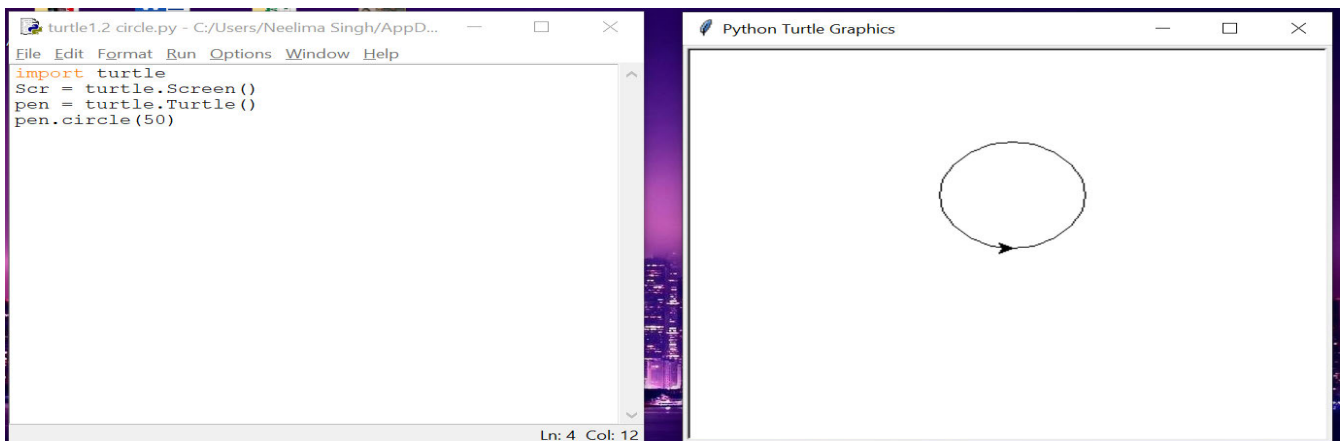 turtle1.2 circle.py - C:/Users/Neelima Singh/AppD...
File Edit Format Run Options Window Help
import turtle
Scr = turtle.Screen()
pen = turtle.Turtle()
pen.circle(50)
Ln: 4 Col: 12
Python Turtle Graphics